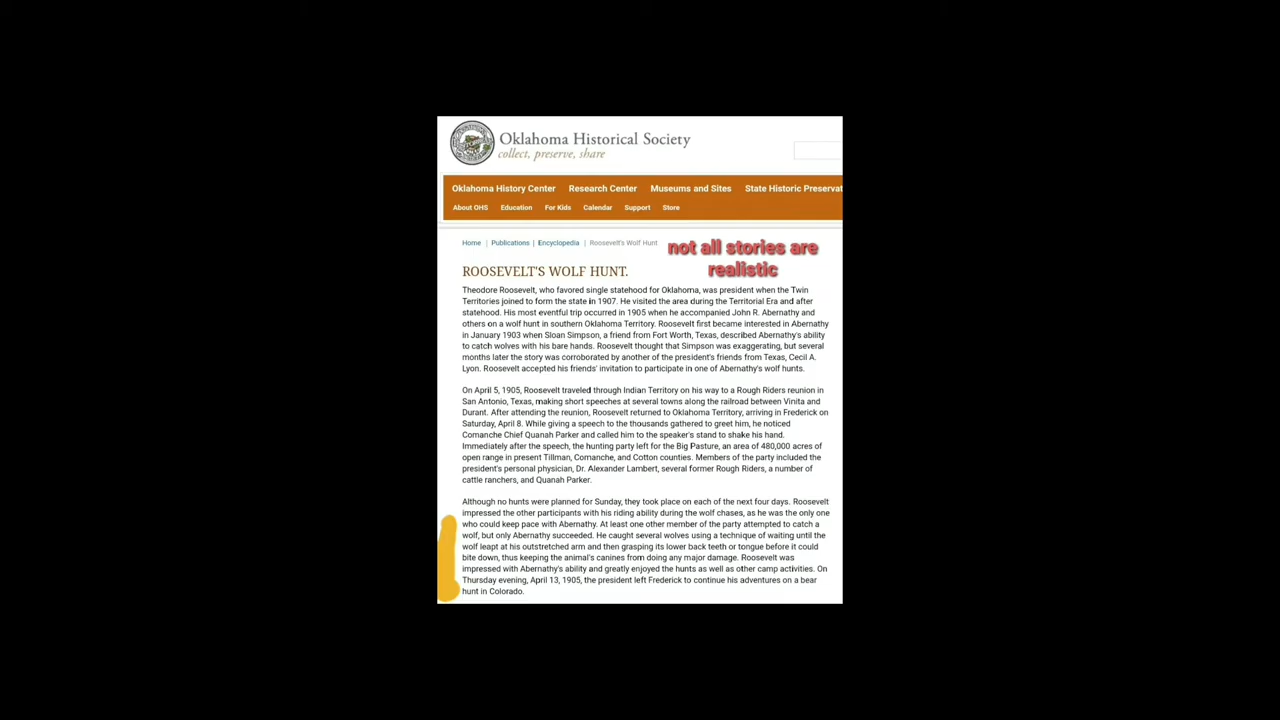 Oklahoma Historical Society
collect, preserve, share
Oklahoma History Center Research Center Museums and Sites State Historic Preservat
About OHS Education For Kids Calendar Support Store
Home | Publications | Encyclopedia | Roosevelt's Wolf Hunt
not all stories are
realistic
ROOSEVELT'S WOLF HUNT.
Theodore Roosevelt, who favored single statehood for Oklahoma, was president when the Twin
Territories joined to form the state in 1907. He visited the area during the Territorial Era and after
statehood. His most eventful trip occurred in 1905 when he accompanied John R. Abernathy and
others on a wolf hunt in southern Oklahoma Territory. Roosevelt first became interested in Abernathy
in January 1903 when Sloan Simpson, a friend from Fort Worth, Texas, described Abernathy's ability
to catch wolves with his bare hands. Roosevelt thought that Simpson was exaggerating, but several
months later the story was corroborated by another of the president's friends from Texas, Cecil A.
Lyon. Roosevelt accepted his friends' invitation to participate in one of Abernathy's wolf hunts.
On April 5, 1905, Roosevelt traveled through Indian Territory on his way to a Rough Riders reunion in
San Antonio, Texas, making short speeches at several towns along the railroad between Vinita and
Durant. After attending the reunion, Roosevelt returned to Oklahoma Territory, arriving in Frederick on
Saturday, April 8. While giving a speech to the thousands gathered to greet him, he noticed
Comanche Chief Quanah Parker and called him to the speaker's stand to shake his hand.
Immediately after the speech, the hunting party left for the Big Pasture, an area of 480,000 acres of
open range in present Tillman, Comanche, and Cotton counties. Members of the party included the
president's personal physician, Dr. Alexander Lambert, several former Rough Riders, a number of
cattle ranchers, and Quanah Parker.
Although no hunts were planned for Sunday, they took place on each of the next four days. Roosevelt
impressed the other participants with his riding ability during the wolf chases, as he was the only one
who could keep pace with Abernathy. At least one other member of the party attempted to catch a
wolf, but only Abernathy succeeded. He caught several wolves using a technique of waiting until the
wolf leapt at his outstretched arm and then grasping its lower back teeth or tongue before it could
bite down, thus keeping the animal's canines from doing any major damage. Roosevelt was
impressed with Abernathy's ability and greatly enjoyed the hunts as well as other camp activities. On
Thursday evening, April 13, 1905, the president left Frederick to continue his adventures on a bear
hunt in Colorado.